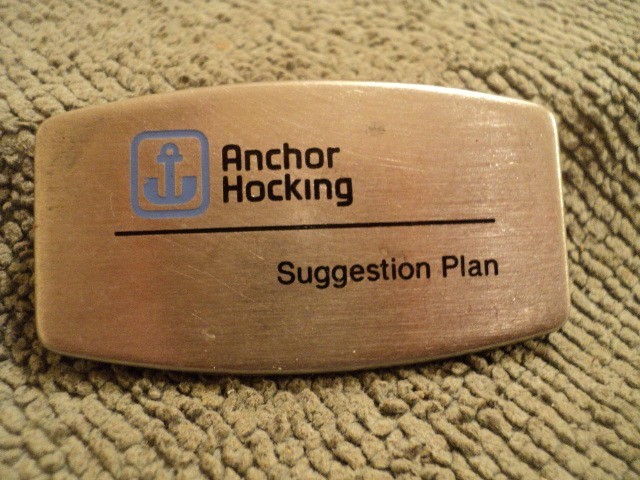 Anchor
Hocking
Suggestion Plan